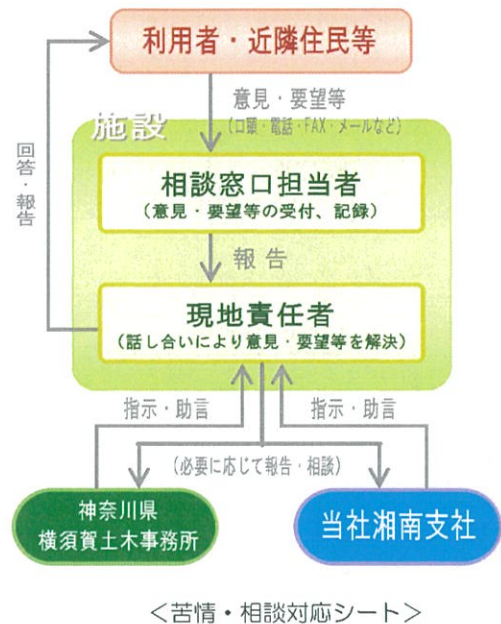 利用者・近隣住民等
意見・要望等
(口頭・電話・FAX・メールなど)
施設
回答・報告
相談窓口担当者
(意見・要望等の受付、記録)
報告
現地責任者
(話し合いにより意見・要望等を解決)
指示・助言
指示・助言
(必要に応じて報告・相談)
神奈川県
横須賀土木事務所
当社湘南支社
＜苦情・相談対応シート＞